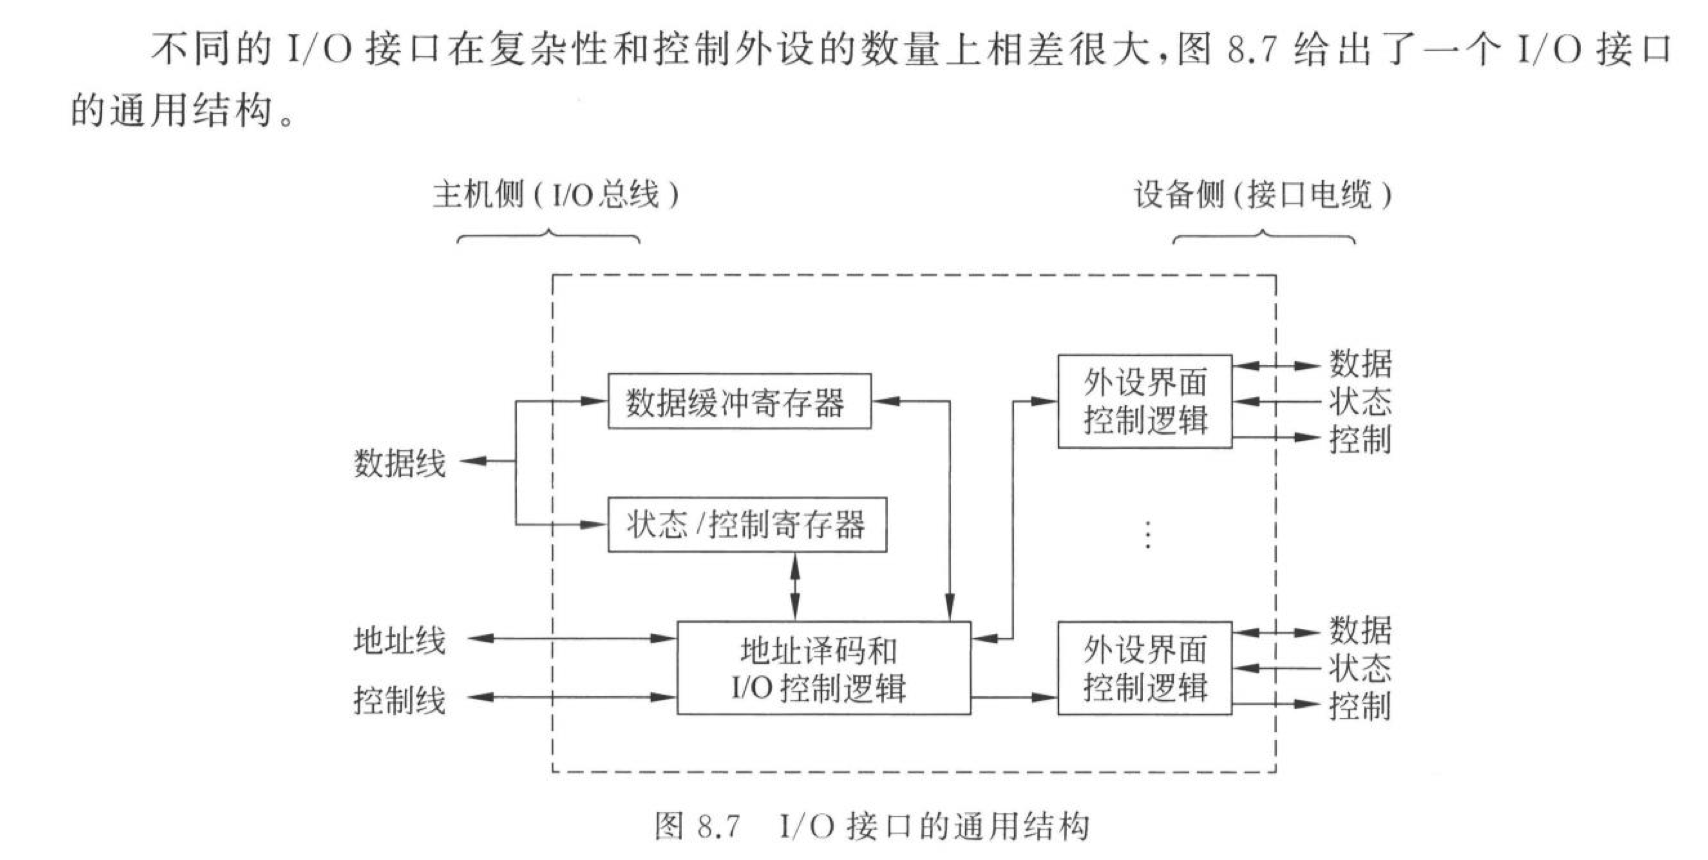 不同的 I/O 接口在复杂性和控制外设的数量上相差很大,图 8.7 给出了一个 I/O 接口
的通用结构。
主机侧 ( I/O 总线 )
设备侧 (接口电缆 )
数据缓冲寄存器
外设界面
控制逻辑
数据
状态
控制
数据线
状态 /控制寄存器
⋮
地址线
控制线
地址译码和
I/O 控制逻辑
外设界面
控制逻辑
数据
状态
控制
图 8.7 I/O 接口的通用结构